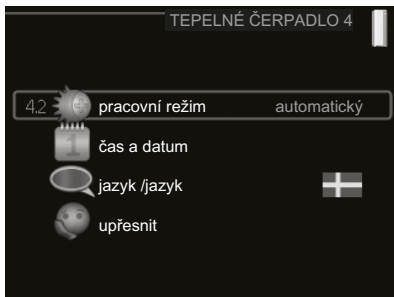 TEPELNÉ ČERPADLO 4
4.2 pracovní režim automatický
1 čas a datum
jazyk /jazyk
upřesnit